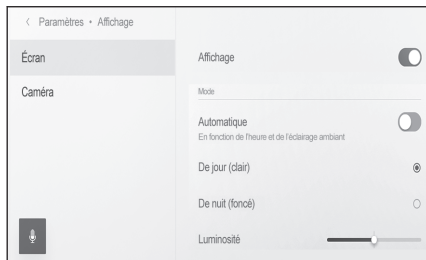 < Paramètres • Affichage
Écran
Caméra
Affichage
Mode
Automatique
En fonction de l'heure et de l'éclairage ambiant
De jour (clair)
De nuit (foncé)
Luminosité